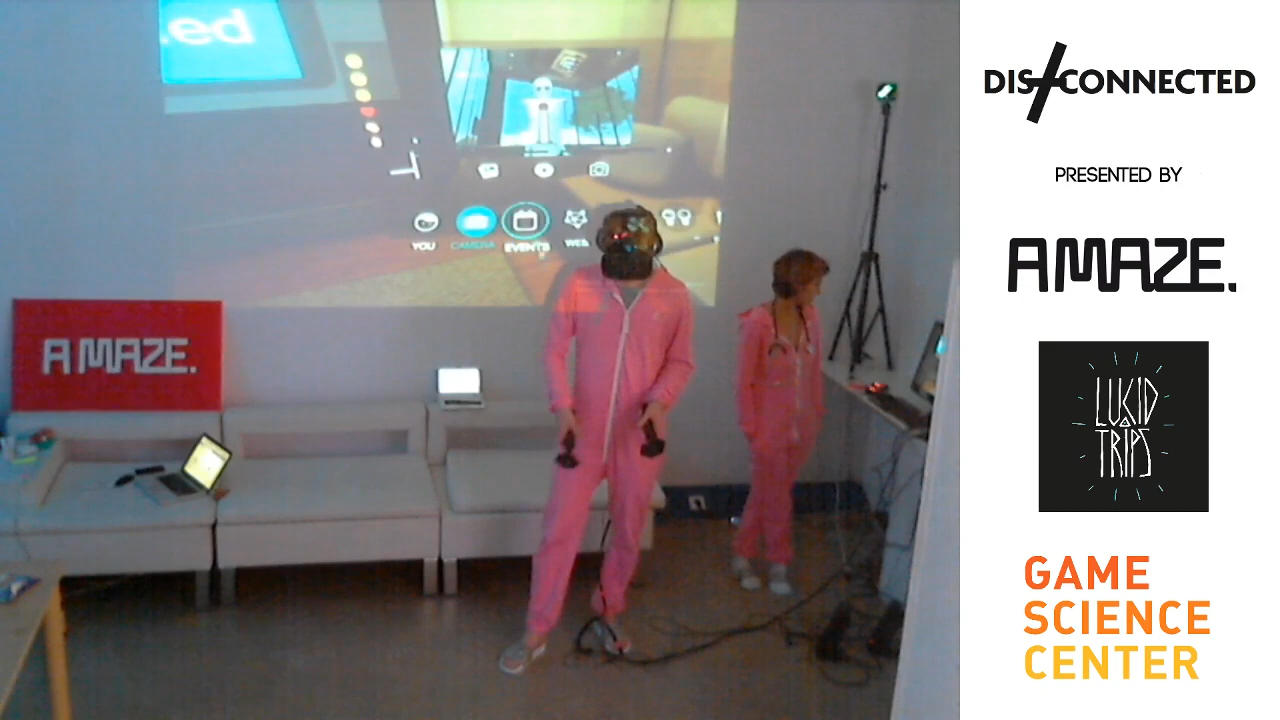 .ed
YOU
CAMERA
EVENTS
WEB
A MAZE.
DIS/CONNECTED
PRESENTED BY
A MAZE.
LUCID
TRIPS
GAME
SCIENCE
CENTER